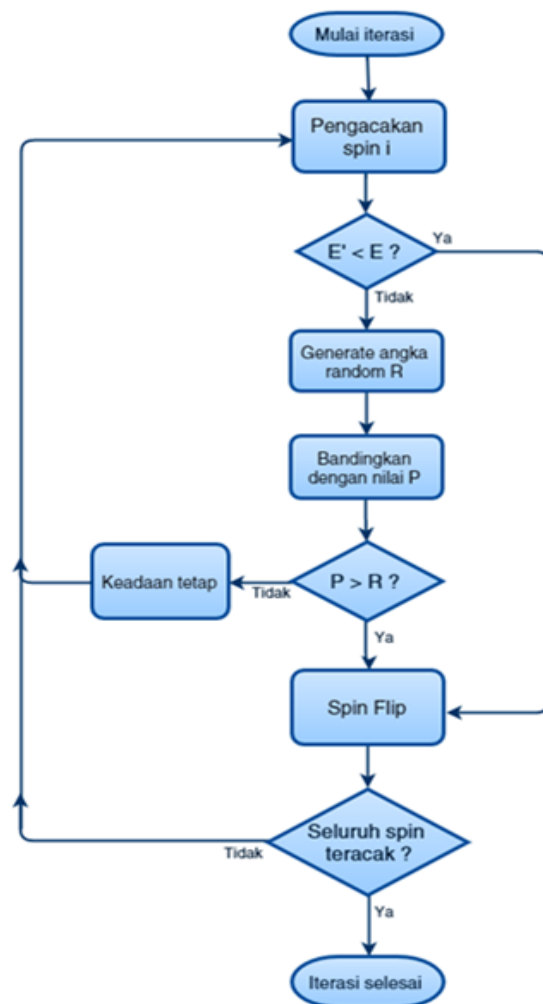 Mulai iterasi
Pengacakan
spin i
E' < E ?
Ya
Tidak
Generate angka
random R
Bandingkan
dengan nilai P
P > R ?
Tidak
Keadaan tetap
Ya
Spin Flip
Seluruh spin
teracak ?
Tidak
Ya
Iterasi selesai